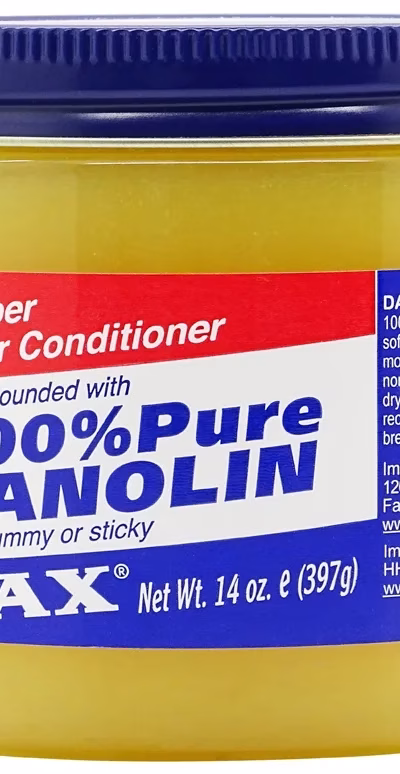 per
r Conditioner
ounded with
00%Pure
ANOLIN
ummy or sticky
AX® Net Wt. 14 oz. e (397g)
DA
100
sof
mo
nor
dry
rec
bre
Im
120
Fa
ww
Im
HH
ww